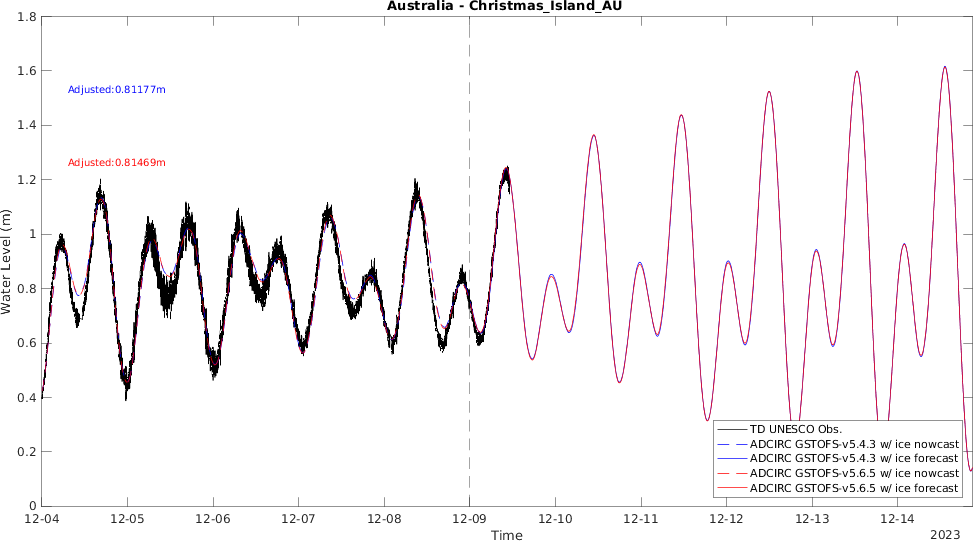 Australia - Christmas_Island_AU
1.8
1.6
1.4
1.2
1
0.8
0.6
0.4
0.2
0
Water Level (m)
Adjusted:0.81177m
Adjusted:0.81469m
TD UNESCO Obs.
ADCIRC GSTOFS-v5.4.3 w/ ice nowcast
ADCIRC GSTOFS-v5.4.3 w/ ice forecast
ADCIRC GSTOFS-v5.6.5 w/ ice nowcast
ADCIRC GSTOFS-v5.6.5 w/ ice forecast
12-04 12-05 12-06 12-07 12-08 12-09 12-10 12-11 12-12 12-13 12-14
Time
2023